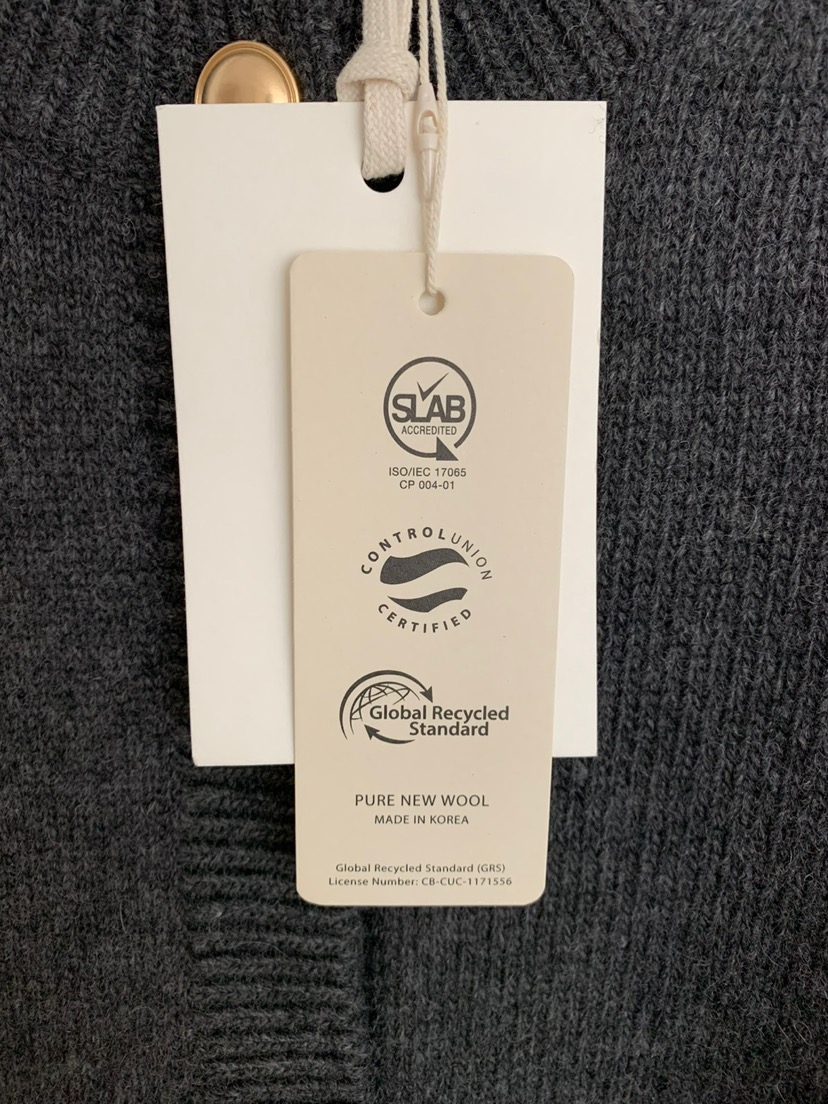 SLAB
ACCREDITED
ISO/IEC 17065
CP 004-01
CONTROLUNION
CERTIFIED
Global Recycled
Standard
PURE NEW WOOL
MADE IN KOREA
Global Recycled Standard (GRS)
License Number: CB-CUC-1171556